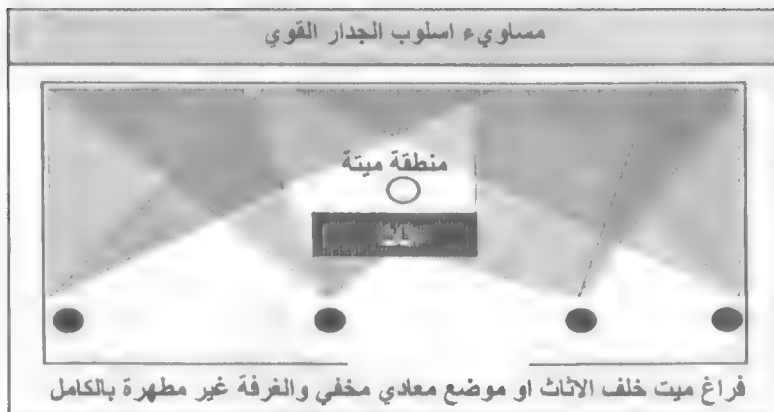 مساويء اسلوب الجدار القوي
منطقة ميتة
فراغ ميت خلف الاثاث او موضع معادي مخفي والغرفة غير مطهرة بالكامل